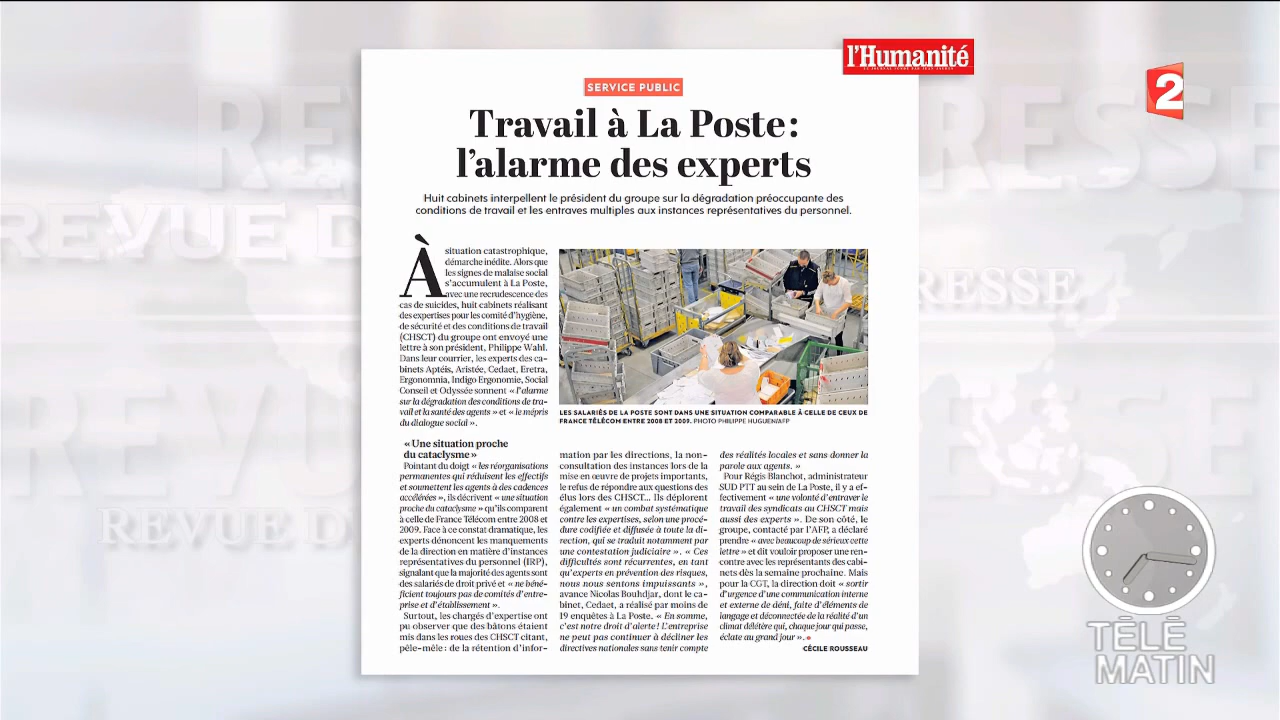 l'Humanité
2
REVUE DE
PRESSE
REVUE DE
PRESSE
REVUE D
SERVICE PUBLIC
Travail à La Poste :
l'alarme des experts
Huit cabinets interpellent le président du groupe sur la dégradation préoccupante des
conditions de travail et les entraves multiples aux instances représentatives du personnel.
À situation catastrophique,
démarche inédite. Alors que
les signes de malaise social
s'accumulent à La Poste,
avec une recrudescence des
cas de suicides, huit cabinets réalisant
des expertises pour les comité d'hygiène,
de sécurité et des conditions de travail
(CHSCT) du groupe ont envoyé une
lettre à son président, Philippe Wahl.
Dans leur courrier, les experts des ca-
binets Aptéis, Aristée, Cedaet, Eretra,
Ergonomnia, Indigo Ergonomie, Social
Conseil et Odyssée sonnent « l'alarme
sur la dégradation des conditions de tra-
vail et la santé des agents » et « le mépris
du dialogue social ».
« Une situation proche
du cataclysme »
Pointant du doigt « les réorganisations
permanentes qui réduisent les effectifs
et soumettent les agents à des cadences
accélérées », ils décrivent « une situation
proche du cataclysme » qu'ils comparent
à celle de France Télécom entre 2008 et
2009. Face à ce constat dramatique, les
experts dénoncent les manquements
de la direction en matière d'instances
représentatives du personnel (IRP),
signalant que la majorité des agents sont
des salariés de droit privé et « ne béné-
ficient toujours pas de comités d'entre-
prise et d'établissement ».
Surtout, les chargés d'expertise ont
pu observer que des bâtons étaient
mis dans les roues des CHSCT citant,
pêle-mêle : de la rétention d'infor-
LES SALARIÉS DE LA POSTE SONT DANS UNE SITUATION COMPARABLE À CELLE DE CEUX DE
FRANCE TÉLÉCOM ENTRE 2008 ET 2009. PHOTO PHILIPPE HUGUEN/AFP
mation par les directions, la non-
consultation des instances lors de la
mise en œuvre de projets importants,
le refus de répondre aux questions des
élus lors des CHSCT... Ils déplorent
également « un combat systématique
contre les expertises, selon une procé-
dure codifiée et diffusée à toute la di-
rection, qui se traduit notamment par
une contestation judiciaire ». « Ces
difficultés sont récurrentes, en tant
qu'experts en prévention des risques,
nous nous sentons impuissants »,
avance Nicolas Bouhdjar, dont le ca-
binet, Cedaet, a réalisé par moins de
19 enquêtes à La Poste. « En somme,
c'est notre droit d'alerte ! L'entreprise
ne peut pas continuer à décliner les
directives nationales sans tenir compte
des réalités locales et sans donner la
parole aux agents. »
Pour Régis Blanchot, administrateur
SUD PTT au sein de La Poste, il y a ef-
fectivement « une volonté d'entraver le
travail des syndicats au CHSCT mais
aussi des experts ». De son côté, le
groupe, contacté par l'AFP, a déclaré
prendre « avec beaucoup de sérieux cette
lettre » et dit vouloir proposer une ren-
contre avec les représentants des cabi-
nets dès la semaine prochaine. Mais
pour la CGT, la direction doit « sortir
d'urgence d'une communication interne
et externe de déni, faite d'éléments de
langage et déconnectée de la réalité d'un
climat délétère qui, chaque jour qui passe,
éclate au grand jour ».
CÉCILE ROUSSEAU
TÉLÉ
MATIN